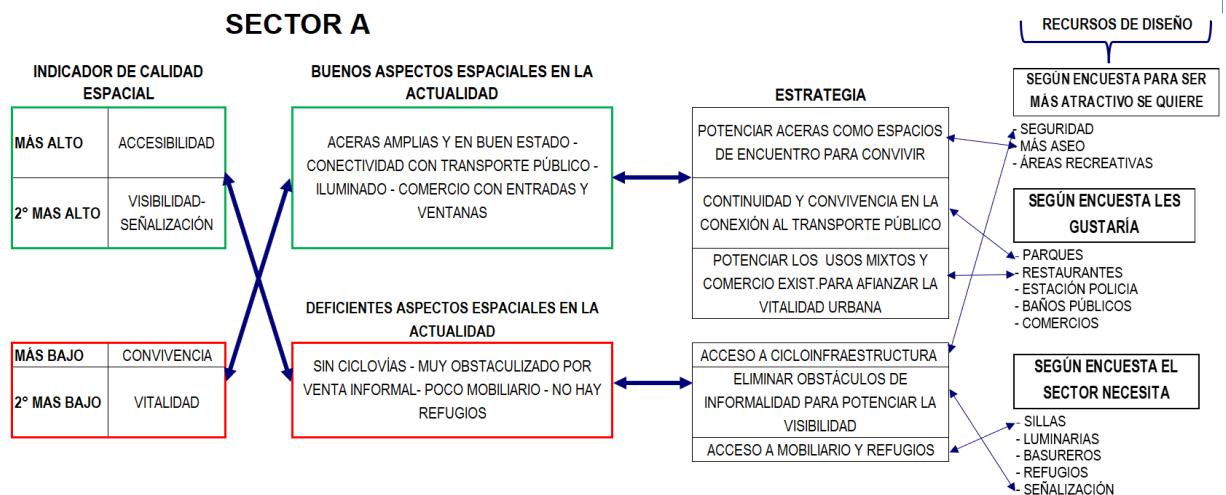 SECTOR A
INDICADOR DE CALIDAD
ESPACIAL
MÁS ALTO
ACCESIBILIDAD
2° MAS ALTO
VISIBILIDAD-
SEÑALIZACIÓN
MÁS BAJO
CONVIVENCIA
2° MAS BAJO
VITALIDAD
BUENOS ASPECTOS ESPACIALES EN LA
ACTUALIDAD
ACERAS AMPLIAS Y EN BUEN ESTADO -
CONECTIVIDAD CON TRANSPORTE PÚBLICO -
ILUMINADO - COMERCIO CON ENTRADAS Y
VENTANAS
DEFICIENTES ASPECTOS ESPACIALES EN LA
ACTUALIDAD
SIN CICLOVÍAS - MUY OBSTACULIZADO POR
VENTA INFORMAL- POCO MOBILIARIO - NO HAY
REFUGIOS
ESTRATEGIA
POTENCIAR ACERAS COMO ESPACIOS
DE ENCUENTRO PARA CONVIVIR
CONTINUIDAD Y CONVIVENCIA EN LA
CONEXIÓN AL TRANSPORTE PÚBLICO
POTENCIAR LOS USOS MIXTOS Y
COMERCIO EXIST.PARA AFIANZAR LA
VITALIDAD URBANA
ACCESO A CICLOINFRAESTRUCTURA
ELIMINAR OBSTÁCULOS DE
INFORMALIDAD PARA POTENCIAR LA
VISIBILIDAD
ACCESO A MOBILIARIO Y REFUGIOS
RECURSOS DE DISEÑO
SEGÚN ENCUESTA PARA SER
MÁS ATRACTIVO SE QUIERE
- SEGURIDAD
- MÁS ASEO
- ÁREAS RECREATIVAS
SEGÚN ENCUESTA LES
GUSTARÍA
- PARQUES
- RESTAURANTES
- ESTACIÓN POLICIA
- BAÑOS PÚBLICOS
- COMERCIOS
SEGÚN ENCUESTA EL
SECTOR NECESITA
- SILLAS
- LUMINARIAS
- BASUREROS
- REFUGIOS
- SEÑALIZACIÓN